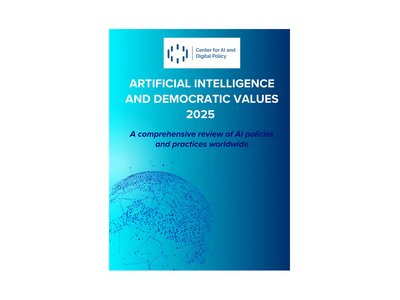 Center for AI and
Digital Policy
ARTIFICIAL INTELLIGENCE
AND DEMOCRATIC VALUES
2025
A comprehensive review of AI policies
and practices worldwide